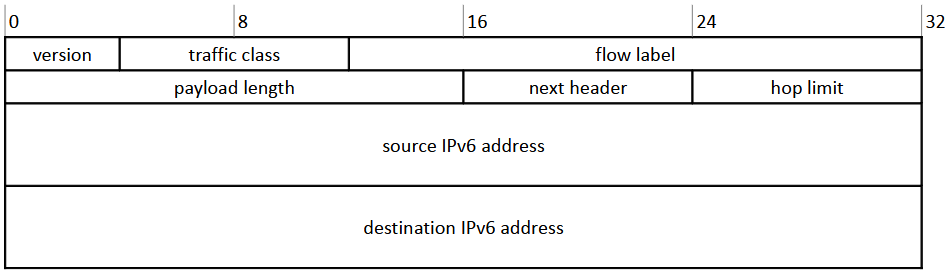 0 8 16 24 32
version traffic class flow label
payload length next header hop limit
source IPv6 address
destination IPv6 address